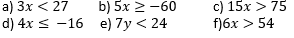 a) 3x < 27 b) 5x ≥ −60 c) 15x > 75
d) 4x ≤ −16 e) 7y < 24 f)6x > 54